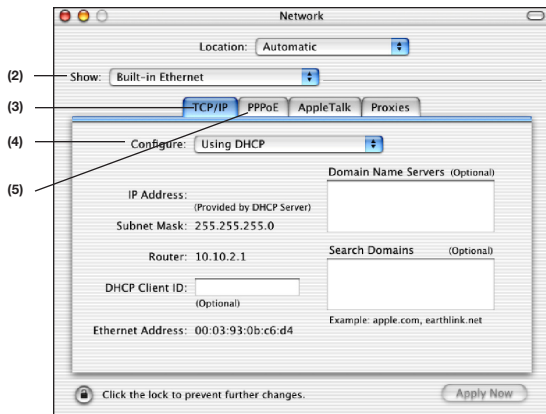 Network
Location: Automatic
(2) Show: Built-in Ethernet
(3) TCP/IP PPPoE AppleTalk Proxies
(4) Configure: Using DHCP
(5)
Domain Name Servers (Optional)
IP Address:
(Provided by DHCP Server)
Subnet Mask: 255.255.255.0
Router: 10.10.2.1
Search Domains (Optional)
DHCP Client ID:
(Optional)
Example: apple.com, earthlink.net
Ethernet Address: 00:03:93:0b:c6:d4
Click the lock to prevent further changes.
Apply Now